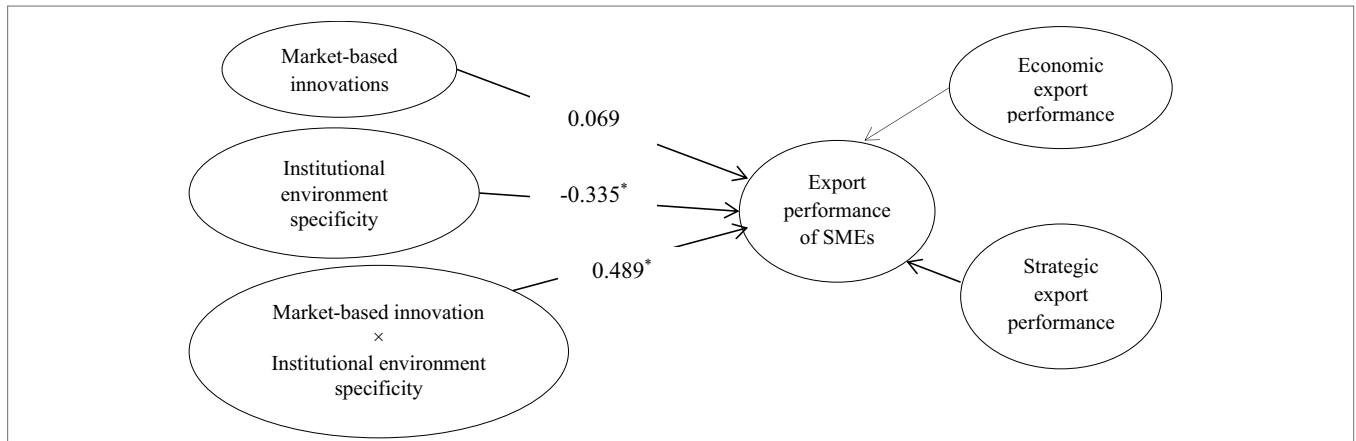 Market-based
innovations
0.069
Institutional
environment
specificity
-0.335*
0.489*
Market-based innovation
×
Institutional environment
specificity
Export
performance
of SMEs
Economic
export
performance
Strategic
export
performance